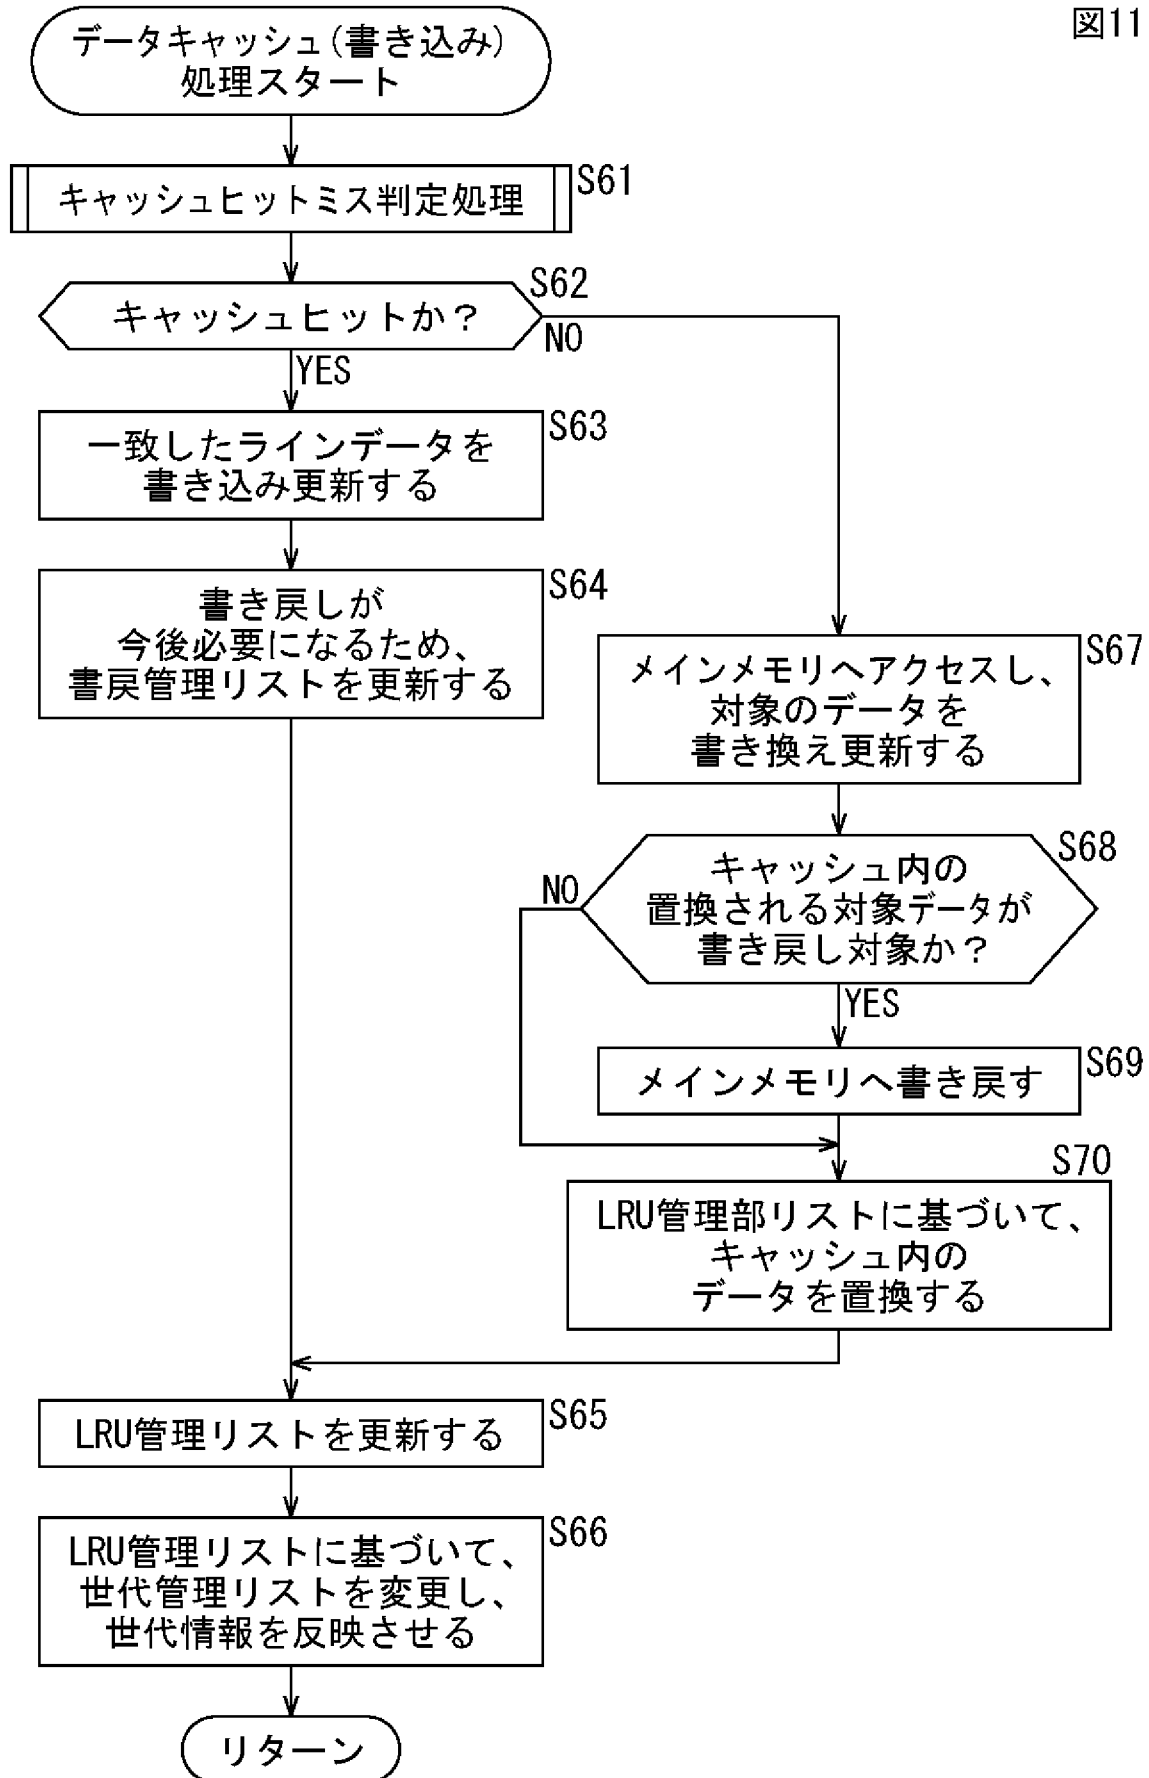 図11
データキャッシュ(書き込み)
処理スタート
キャッシュヒットミス判定処理
S61
キャッシュヒットか?
S62
NO
YES
一致したラインデータを
書き込み更新する
S63
書き戻しが
今後必要になるため、
書戻管理リストを更新する
S64
メインメモリへアクセスし、
対象のデータを
書き換え更新する
S67
キャッシュ内の
置換される対象データが
書き戻し対象か?
S68
NO
YES
メインメモリへ書き戻す
S69
S70
LRU管理部リストに基づいて、
キャッシュ内の
データを置換する
LRU管理リストを更新する
S65
LRU管理リストに基づいて、
世代管理リストを変更し、
世代情報を反映させる
S66
リターン